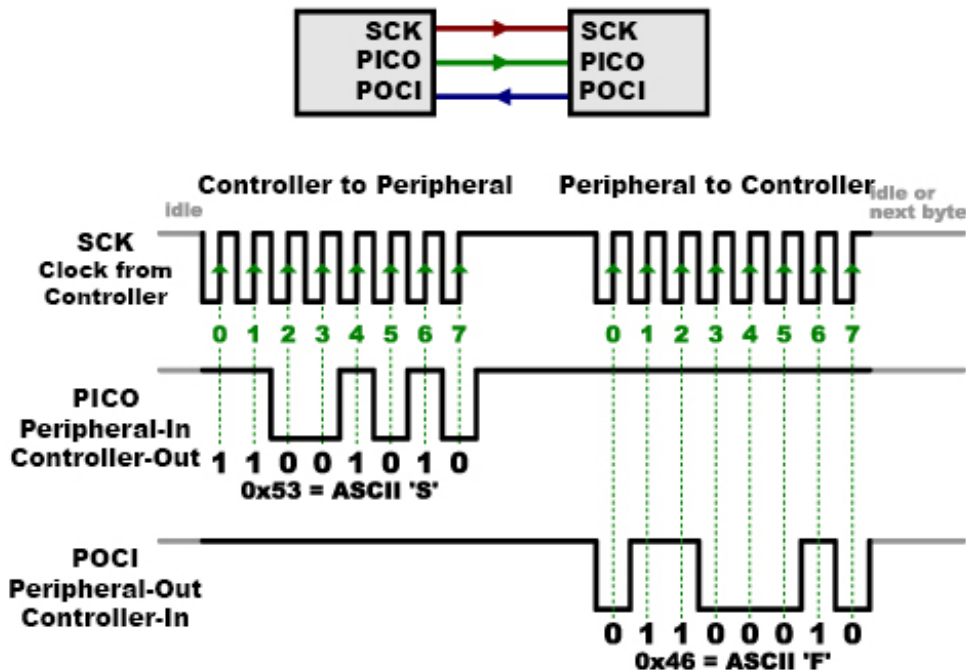 SCK SCK
PICO PICO
POCI POCI
Controller to Peripheral Peripheral to Controller
idle idle or
next byte
SCK
Clock from
Controller
0 1 2 3 4 5 6 7 0 1 2 3 4 5 6 7
PICO
Peripheral-In
Controller-Out
1 1 0 0 1 0 1 0
0x53 = ASCII 'S'
POCI
Peripheral-Out
Controller-In
0 1 1 0 0 0 1 0
0x46 = ASCII 'F'